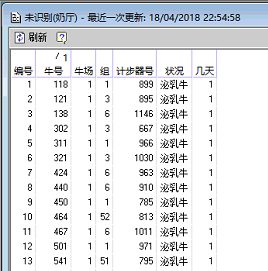 未识别(奶厅) - 最近一次更新: 18/04/2018 22:54:58
刷新 ?
/ 1
编号 牛号 牛场 组 计步器号 状况 几天
1 118 1 1 899 泌乳牛 1
2 121 1 3 895 泌乳牛 1
3 138 1 6 1146 泌乳牛 1
4 302 1 3 667 泌乳牛 1
5 311 1 1 966 泌乳牛 1
6 321 1 3 1030 泌乳牛 1
7 424 1 6 963 泌乳牛 1
8 440 1 6 910 泌乳牛 1
9 450 1 1 785 泌乳牛 1
10 464 1 52 813 泌乳牛 1
11 467 1 6 1011 泌乳牛 1
12 501 1 1 971 泌乳牛 1
13 541 1 51 795 泌乳牛 1